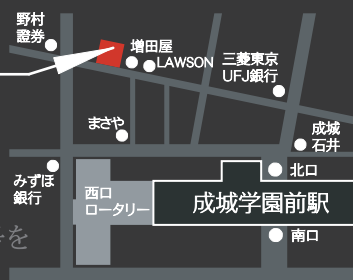 野村
證券
増田屋
LAWSON
三菱東京
UFJ銀行
まさや
成城
石井
みずほ
銀行
西口
ロータリー
北口
成城学園前駅
南口
を